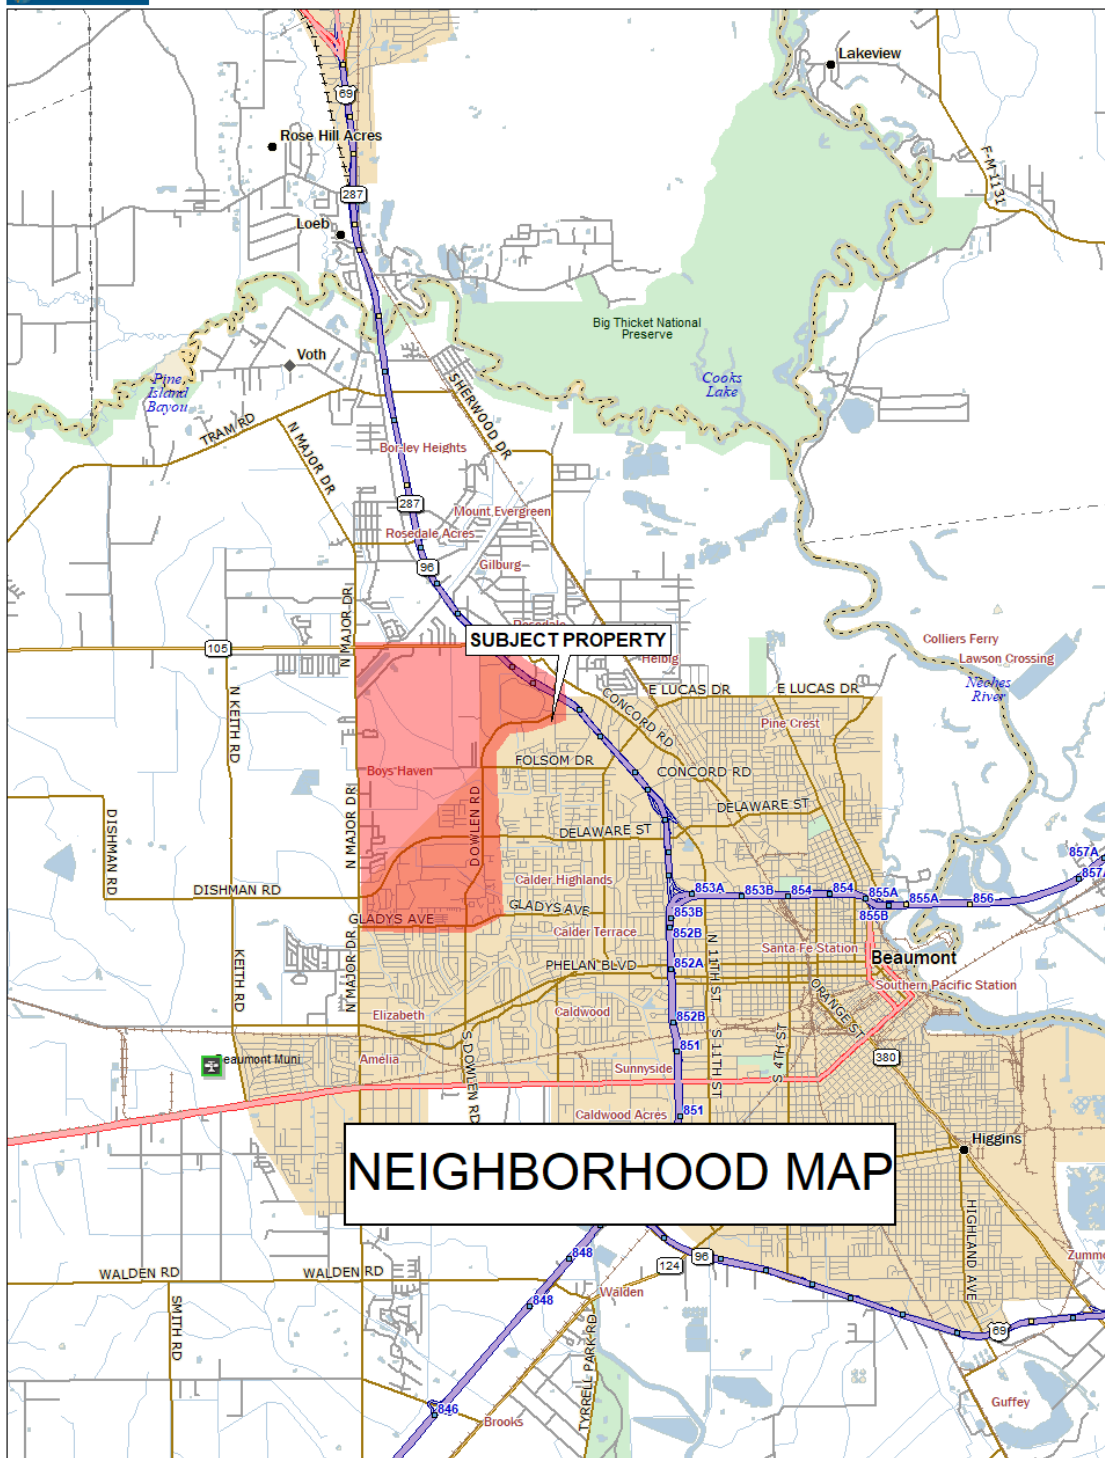 Lakeview
69
Rose Hill Acres
F-M 1131
287
Loeb
Big Thicket National
Preserve
Voth
Pine
Island
Bayou
Cooks
Lake
SHERWOOD DR
TRAM RD
N MAJOR DR
Bor-ley Heights
287
Mount Evergreen
Rosedale Acres
96
Gilburg
N MAJOR DR
Rosedale
SUBJECT PROPERTY
105
Colliers Ferry
Helbig
Lawson Crossing
Neches
River
E LUCAS DR
E LUCAS DR
N KEITH RD
CONCORD RD
Pine Crest
FOLSOM DR
Boys Haven
CONCORD RD
DOWLEN RD
DELAWARE ST
N MAJOR DR
DISHMAN RD
DELAWARE ST
857A
857A
Calder Highlands
DISHMAN RD
853A
853B
854
854
855A
855A
856
GLADYS AVE
GLADYS AVE
853B
855B
852B
Calder Terrace
N MAJOR DR
N 11TH ST
Santa Fe Station
Beaumont
KEITH RD
PHELAN BLVD
852A
Southern Pacific Station
ORANGE ST
Elizabeth
Caldwood
852B
S 11TH ST
S 4TH ST
851
380
Beaumont Muni
Amelia
S DOWLEN RD
Sunnyside
Caldwood Acres
851
Higgins
NEIGHBORHOOD MAP
HIGHLAND AVE
848
96
Zumme
124
WALDEN RD
WALDEN RD
848
Walden
SMITH RD
69
TYRRELL PARK RD
846
Brooks
Guffey